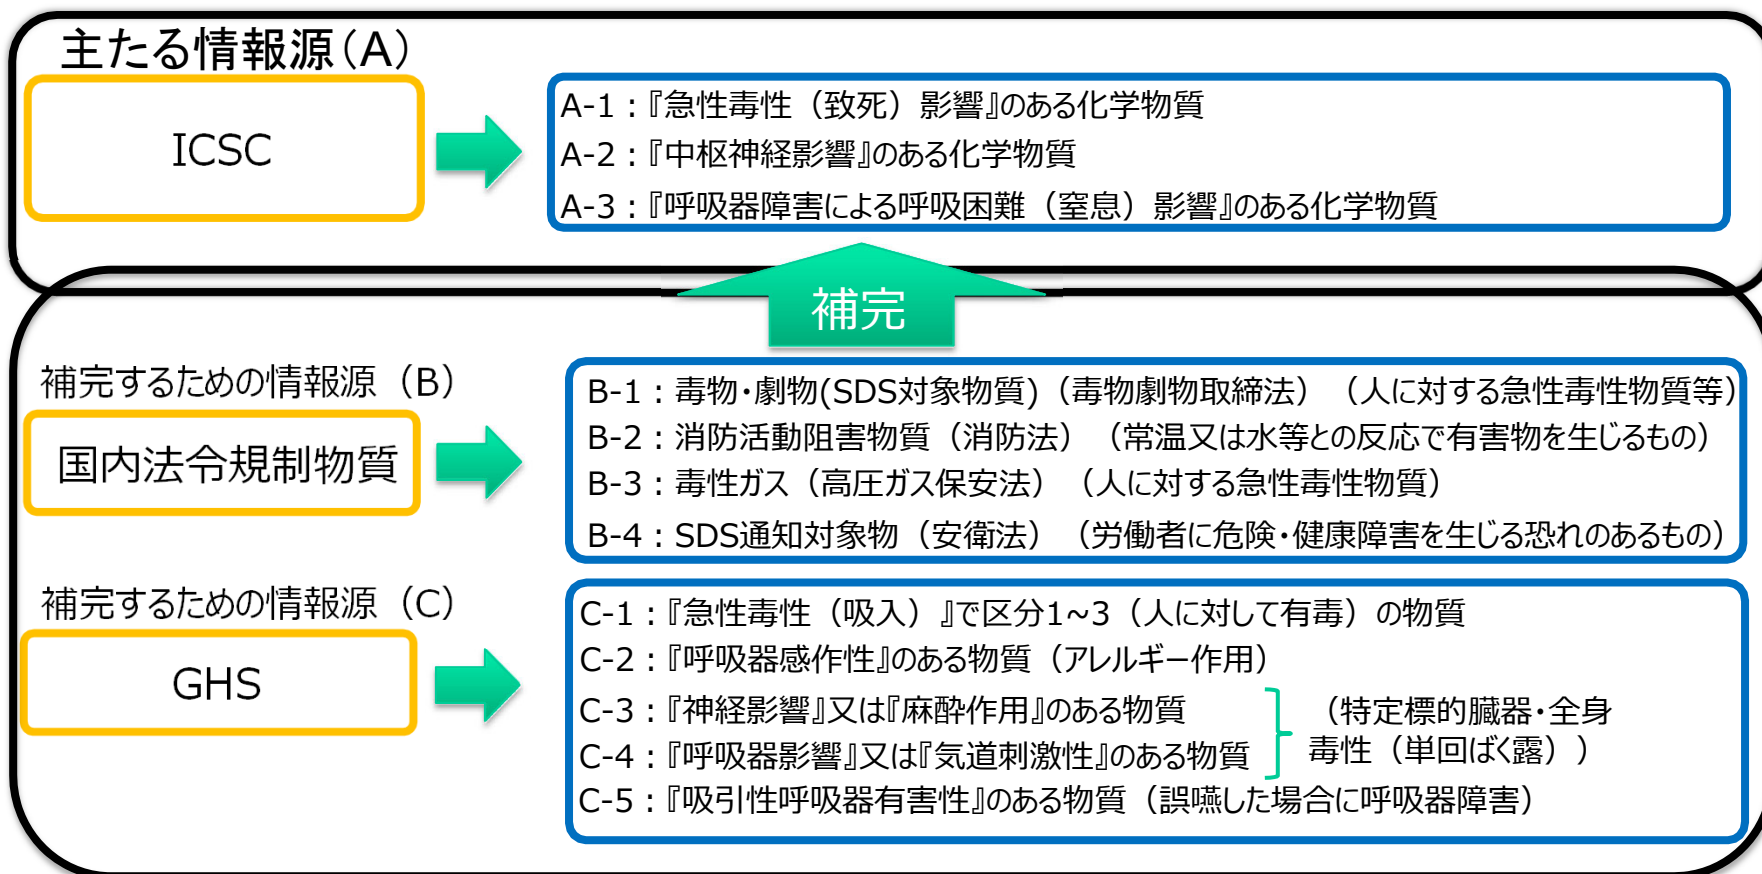 主たる情報源（A）
ICSC
A-1：『急性毒性（致死）影響』のある化学物質
A-2：『中枢神経影響』のある化学物質
A-3：『呼吸器障害による呼吸困難（窒息）影響』のある化学物質
補完
補完するための情報源（B）
国内法令規制物質
B-1：毒物・劇物(SDS対象物質)（毒物劇物取締法）（人に対する急性毒性物質等）
B-2：消防活動阻害物質（消防法）（常温又は水等との反応で有害物を生じるもの）
B-3：毒性ガス（高圧ガス保安法）（人に対する急性毒性物質）
B-4：SDS通知対象物（安衛法）（労働者に危険・健康障害を生じる恐れのあるもの）
補完するための情報源（C）
GHS
C-1：『急性毒性（吸入）』で区分1~3（人に対して有毒）の物質
C-2：『呼吸器感作性』のある物質（アレルギー作用）
C-3：『神経影響』又は『麻酔作用』のある物質
C-4：『呼吸器影響』又は『気道刺激性』のある物質
（特定標的臓器・全身
毒性（単回ばく露））
C-5：『吸引性呼吸器有害性』のある物質（誤嚥した場合に呼吸器障害）